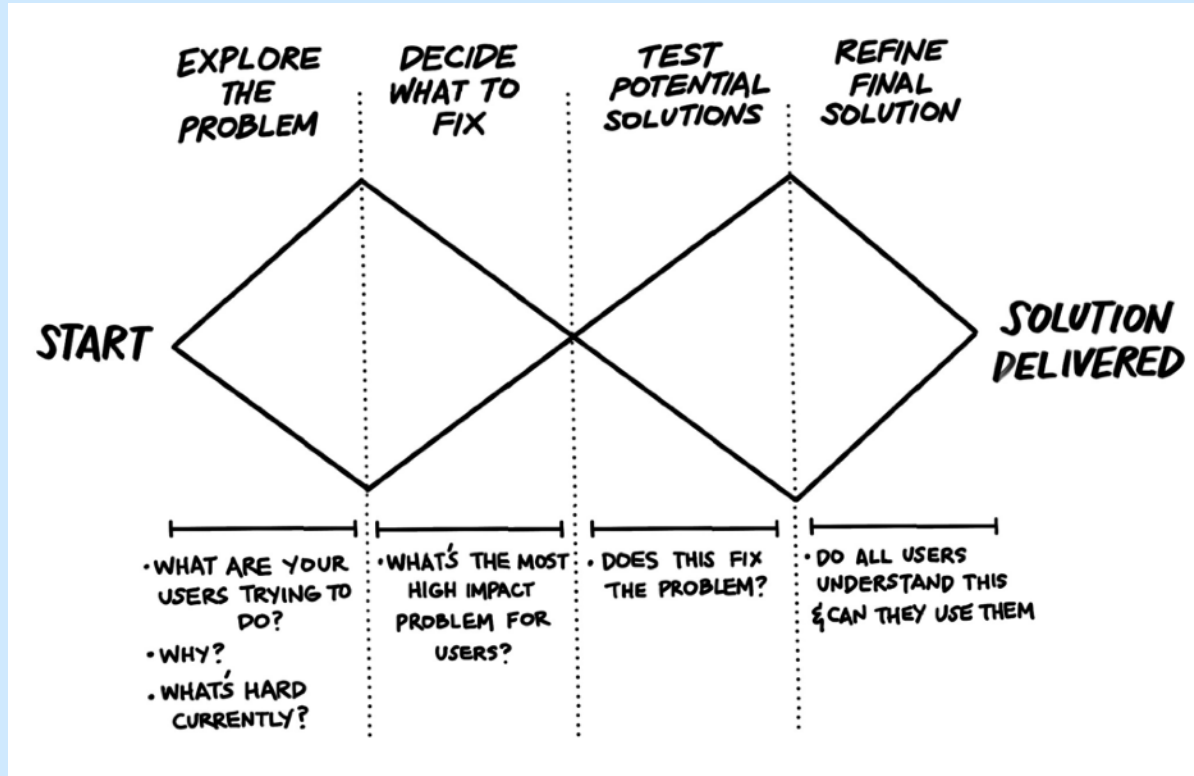 EXPLORE
THE
PROBLEM
DECIDE
WHAT TO
FIX
TEST
POTENTIAL
SOLUTIONS
REFINE
FINAL
SOLUTION
START
SOLUTION
DELIVERED
• WHAT ARE YOUR
USERS TRYING TO
DO?
• WHY?
• WHAT'S HARD
CURRENTLY?
• WHAT'S THE MOST
HIGH IMPACT
PROBLEM FOR
USERS?
• DOES THIS FIX
THE PROBLEM?
• DO ALL USERS
UNDERSTAND THIS
& CAN THEY USE THEM